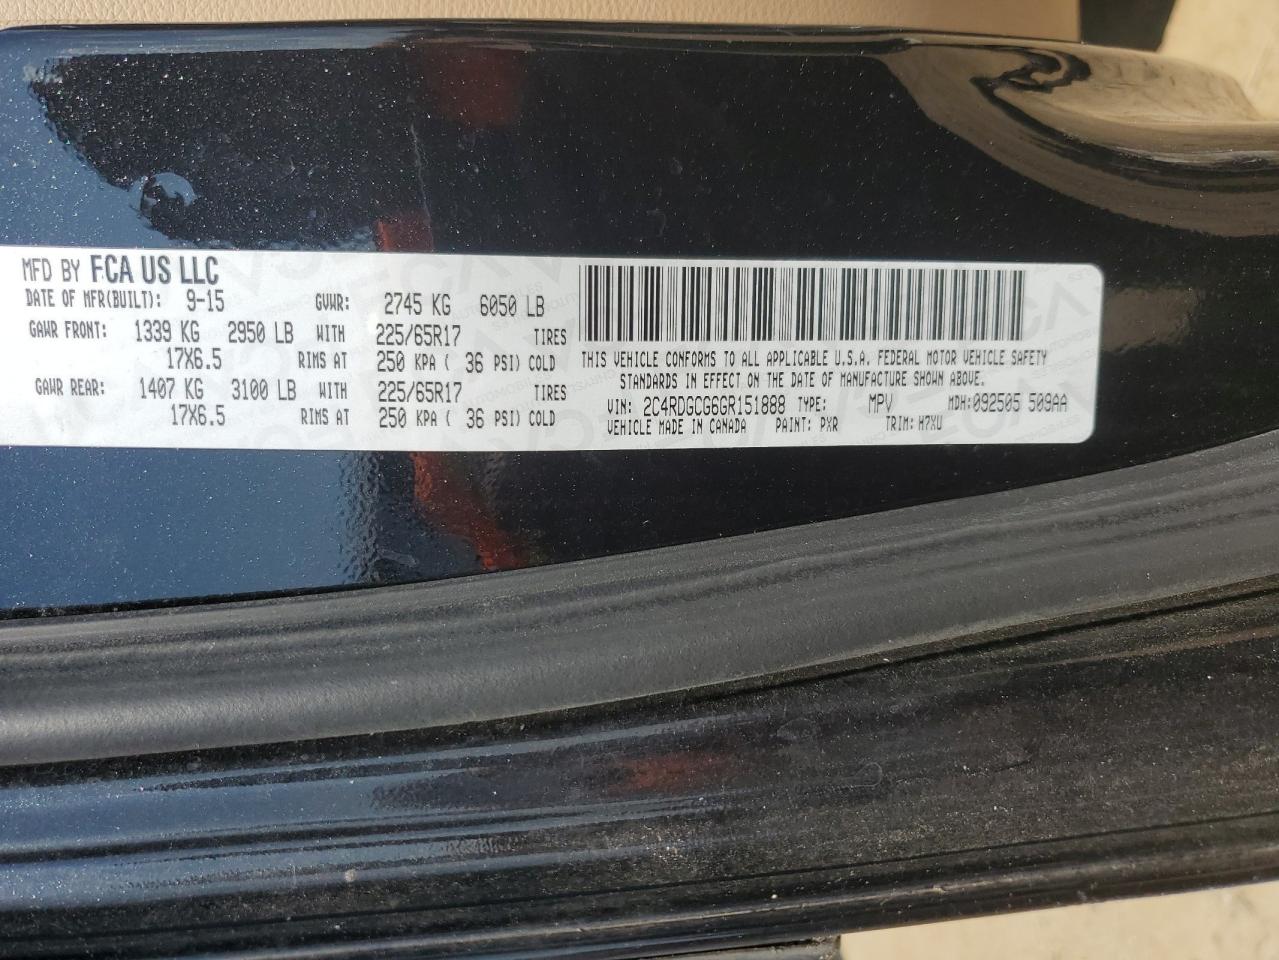 MFD BY FCA US LLC
DATE OF MFR(BUILT): 9-15 GVWR: 2745 KG 6050 LB
GAWR FRONT: 1339 KG 2950 LB WITH 225/65R17 TIRES
17X6.5 RIMS AT 250 KPA ( 36 PSI) COLD
GAWR REAR: 1407 KG 3100 LB WITH 225/65R17 TIRES
17X6.5 RIMS AT 250 KPA ( 36 PSI) COLD
THIS VEHICLE CONFORMS TO ALL APPLICABLE U.S.A. FEDERAL MOTOR VEHICLE SAFETY
STANDARDS IN EFFECT ON THE DATE OF MANUFACTURE SHOWN ABOVE.
VIN: 2C4RDGCG6GR151888 TYPE: MPV MDH:092505 509AA
VEHICLE MADE IN CANADA PAINT: PXR TRIM: H7XU